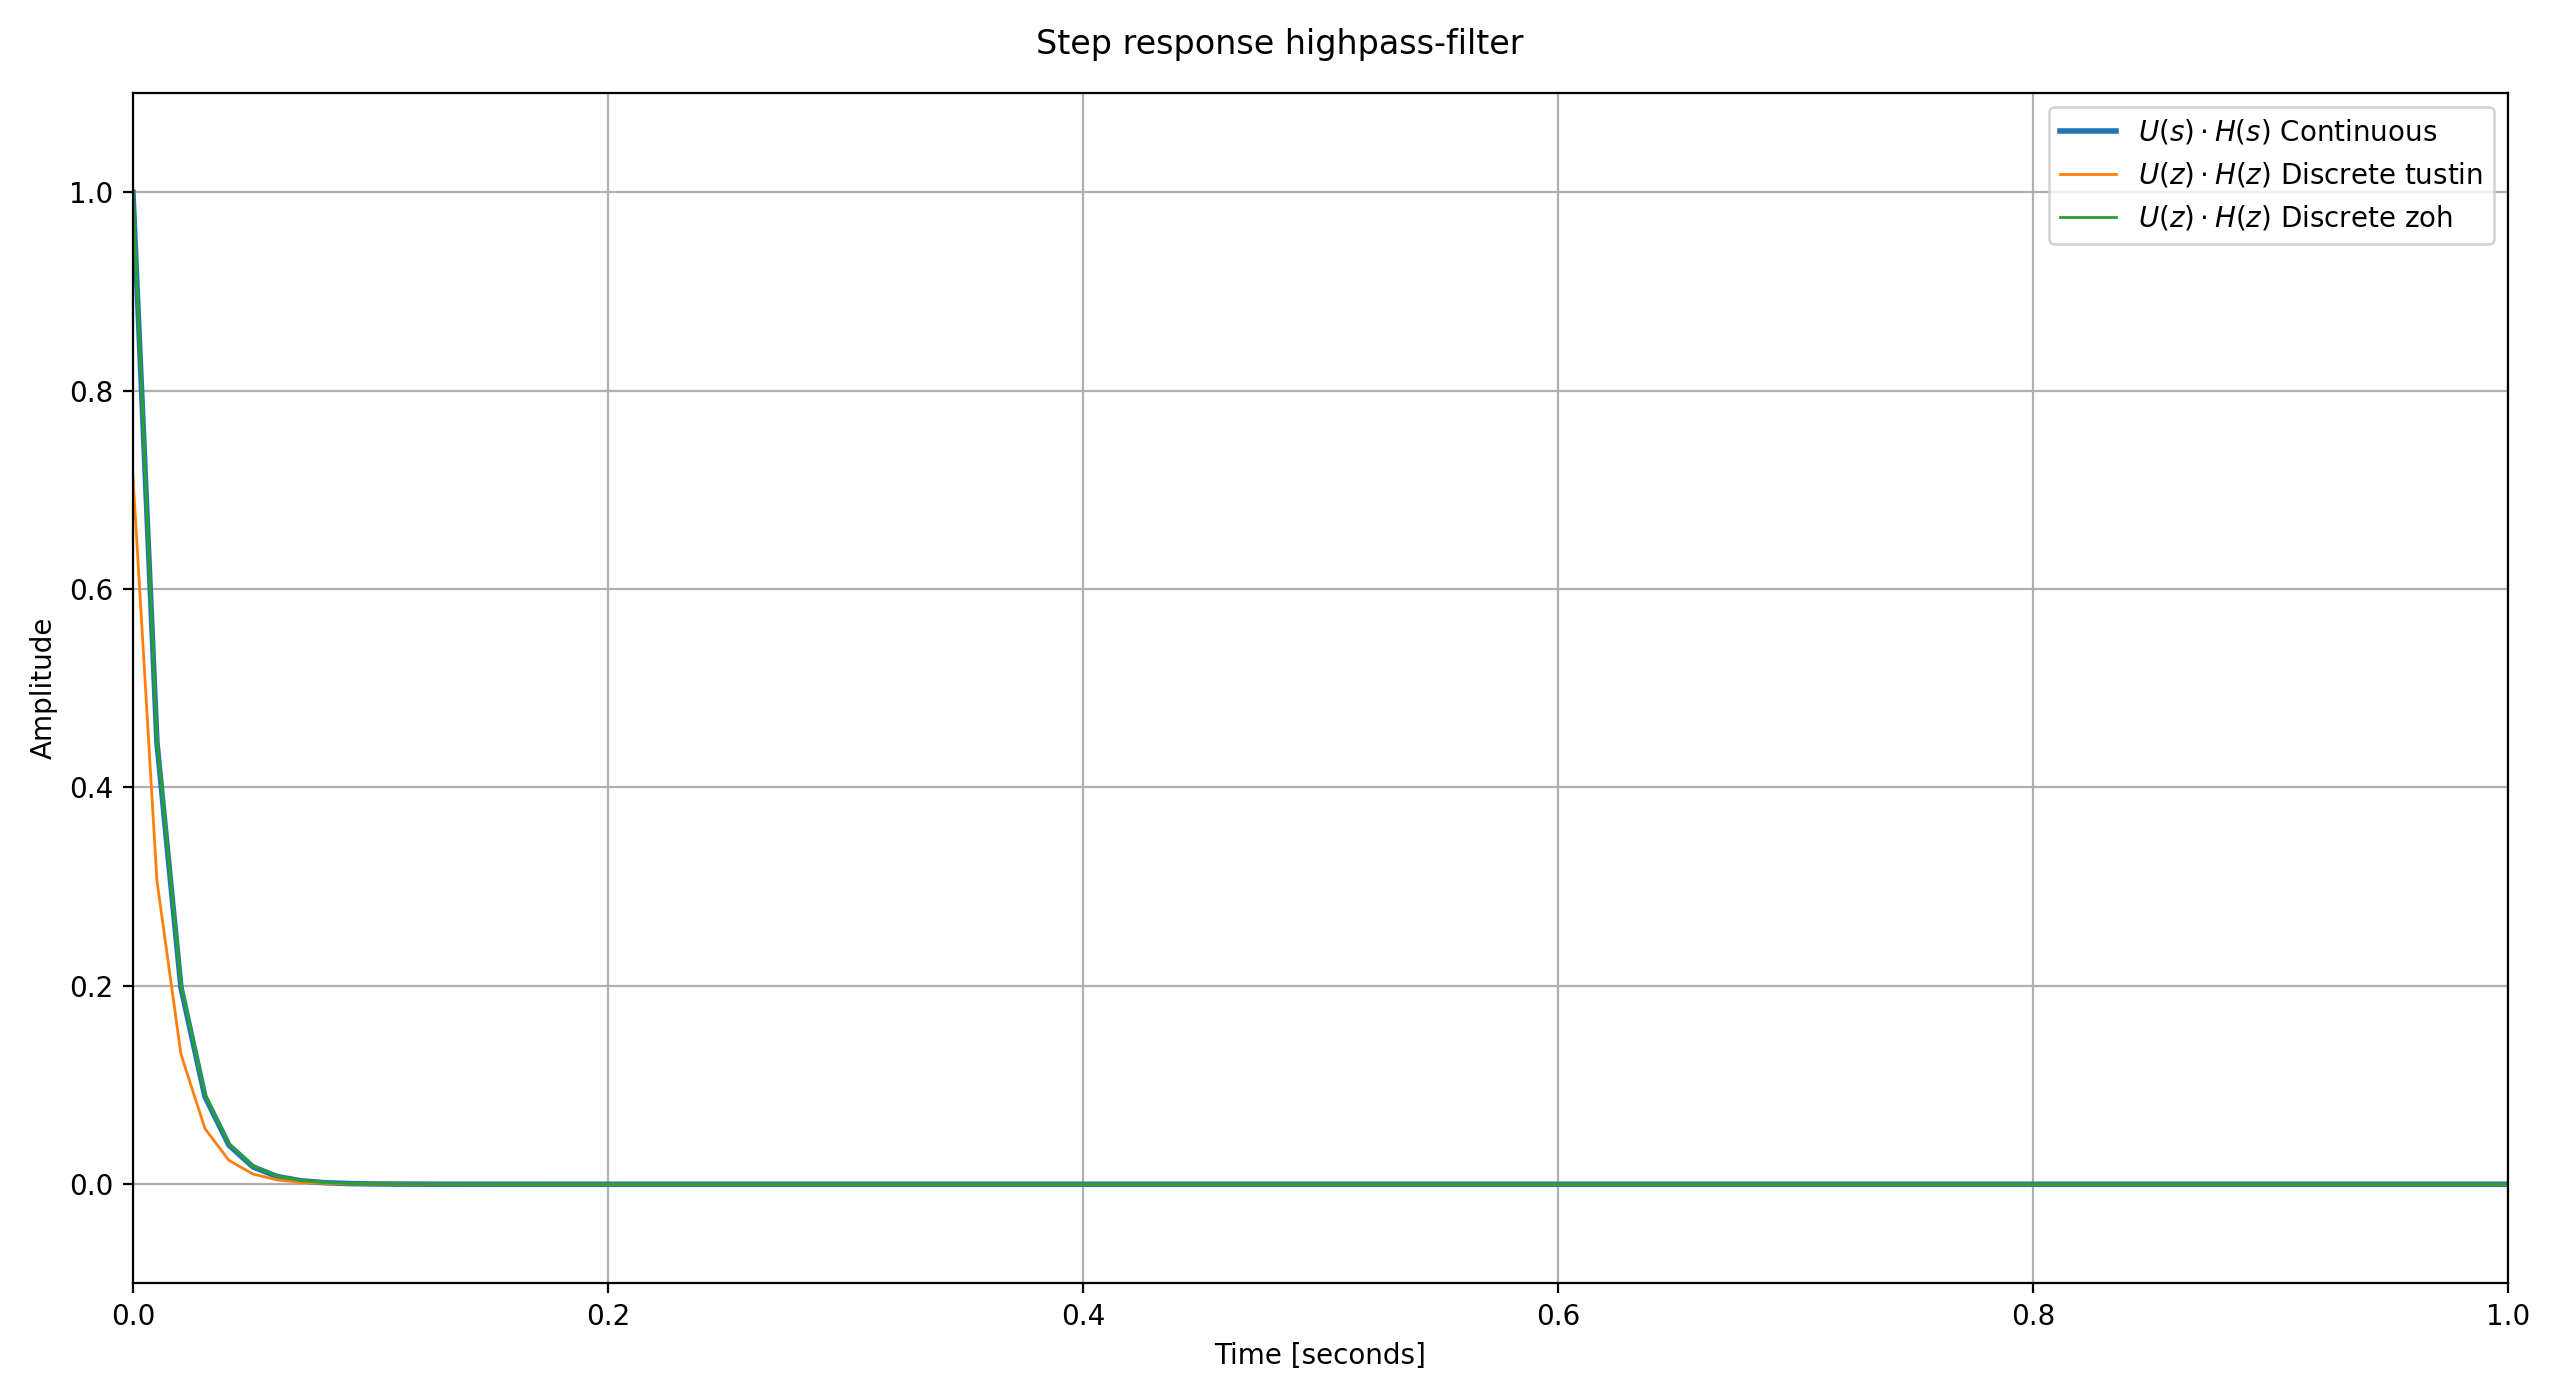 Step response highpass-filter
U(s) · H(s) Continuous
U(z) · H(z) Discrete tustin
U(z) · H(z) Discrete zoh
1.0
0.8
0.6
0.4
0.2
0.0
Amplitude
0.0 0.2 0.4 0.6 0.8 1.0
Time [seconds]